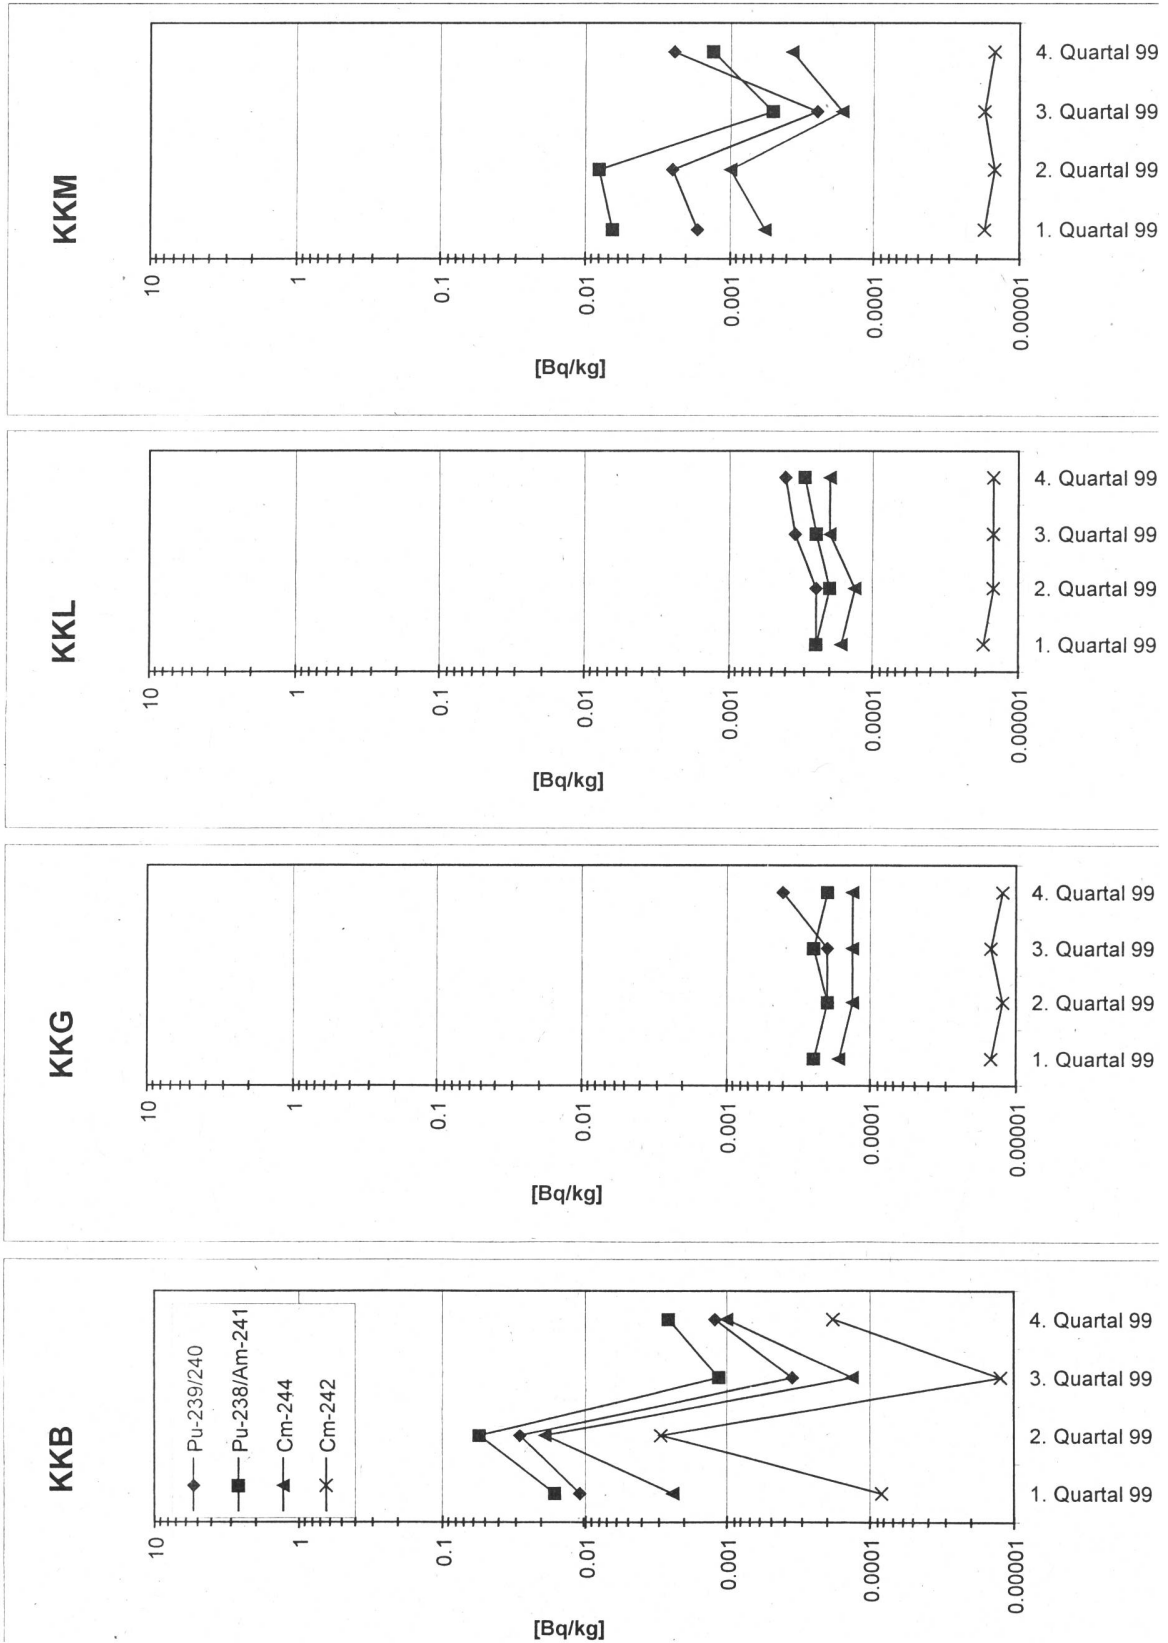 KKM
10
1
0.1
0.01
0.001
0.0001
0.00001
[Bq/kg]
4. Quartal 99
3. Quartal 99
2. Quartal 99
1. Quartal 99
KKL
10
1
0.1
0.01
0.001
0.0001
0.00001
[Bq/kg]
4. Quartal 99
3. Quartal 99
2. Quartal 99
1. Quartal 99
KKG
10
1
0.1
0.01
0.001
0.0001
0.00001
[Bq/kg]
4. Quartal 99
3. Quartal 99
2. Quartal 99
1. Quartal 99
KKB
Pu-239/240
Pu-238/Am-241
Cm-244
Cm-242
10
1
0.1
0.01
0.001
0.0001
0.00001
[Bq/kg]
4. Quartal 99
3. Quartal 99
2. Quartal 99
1. Quartal 99